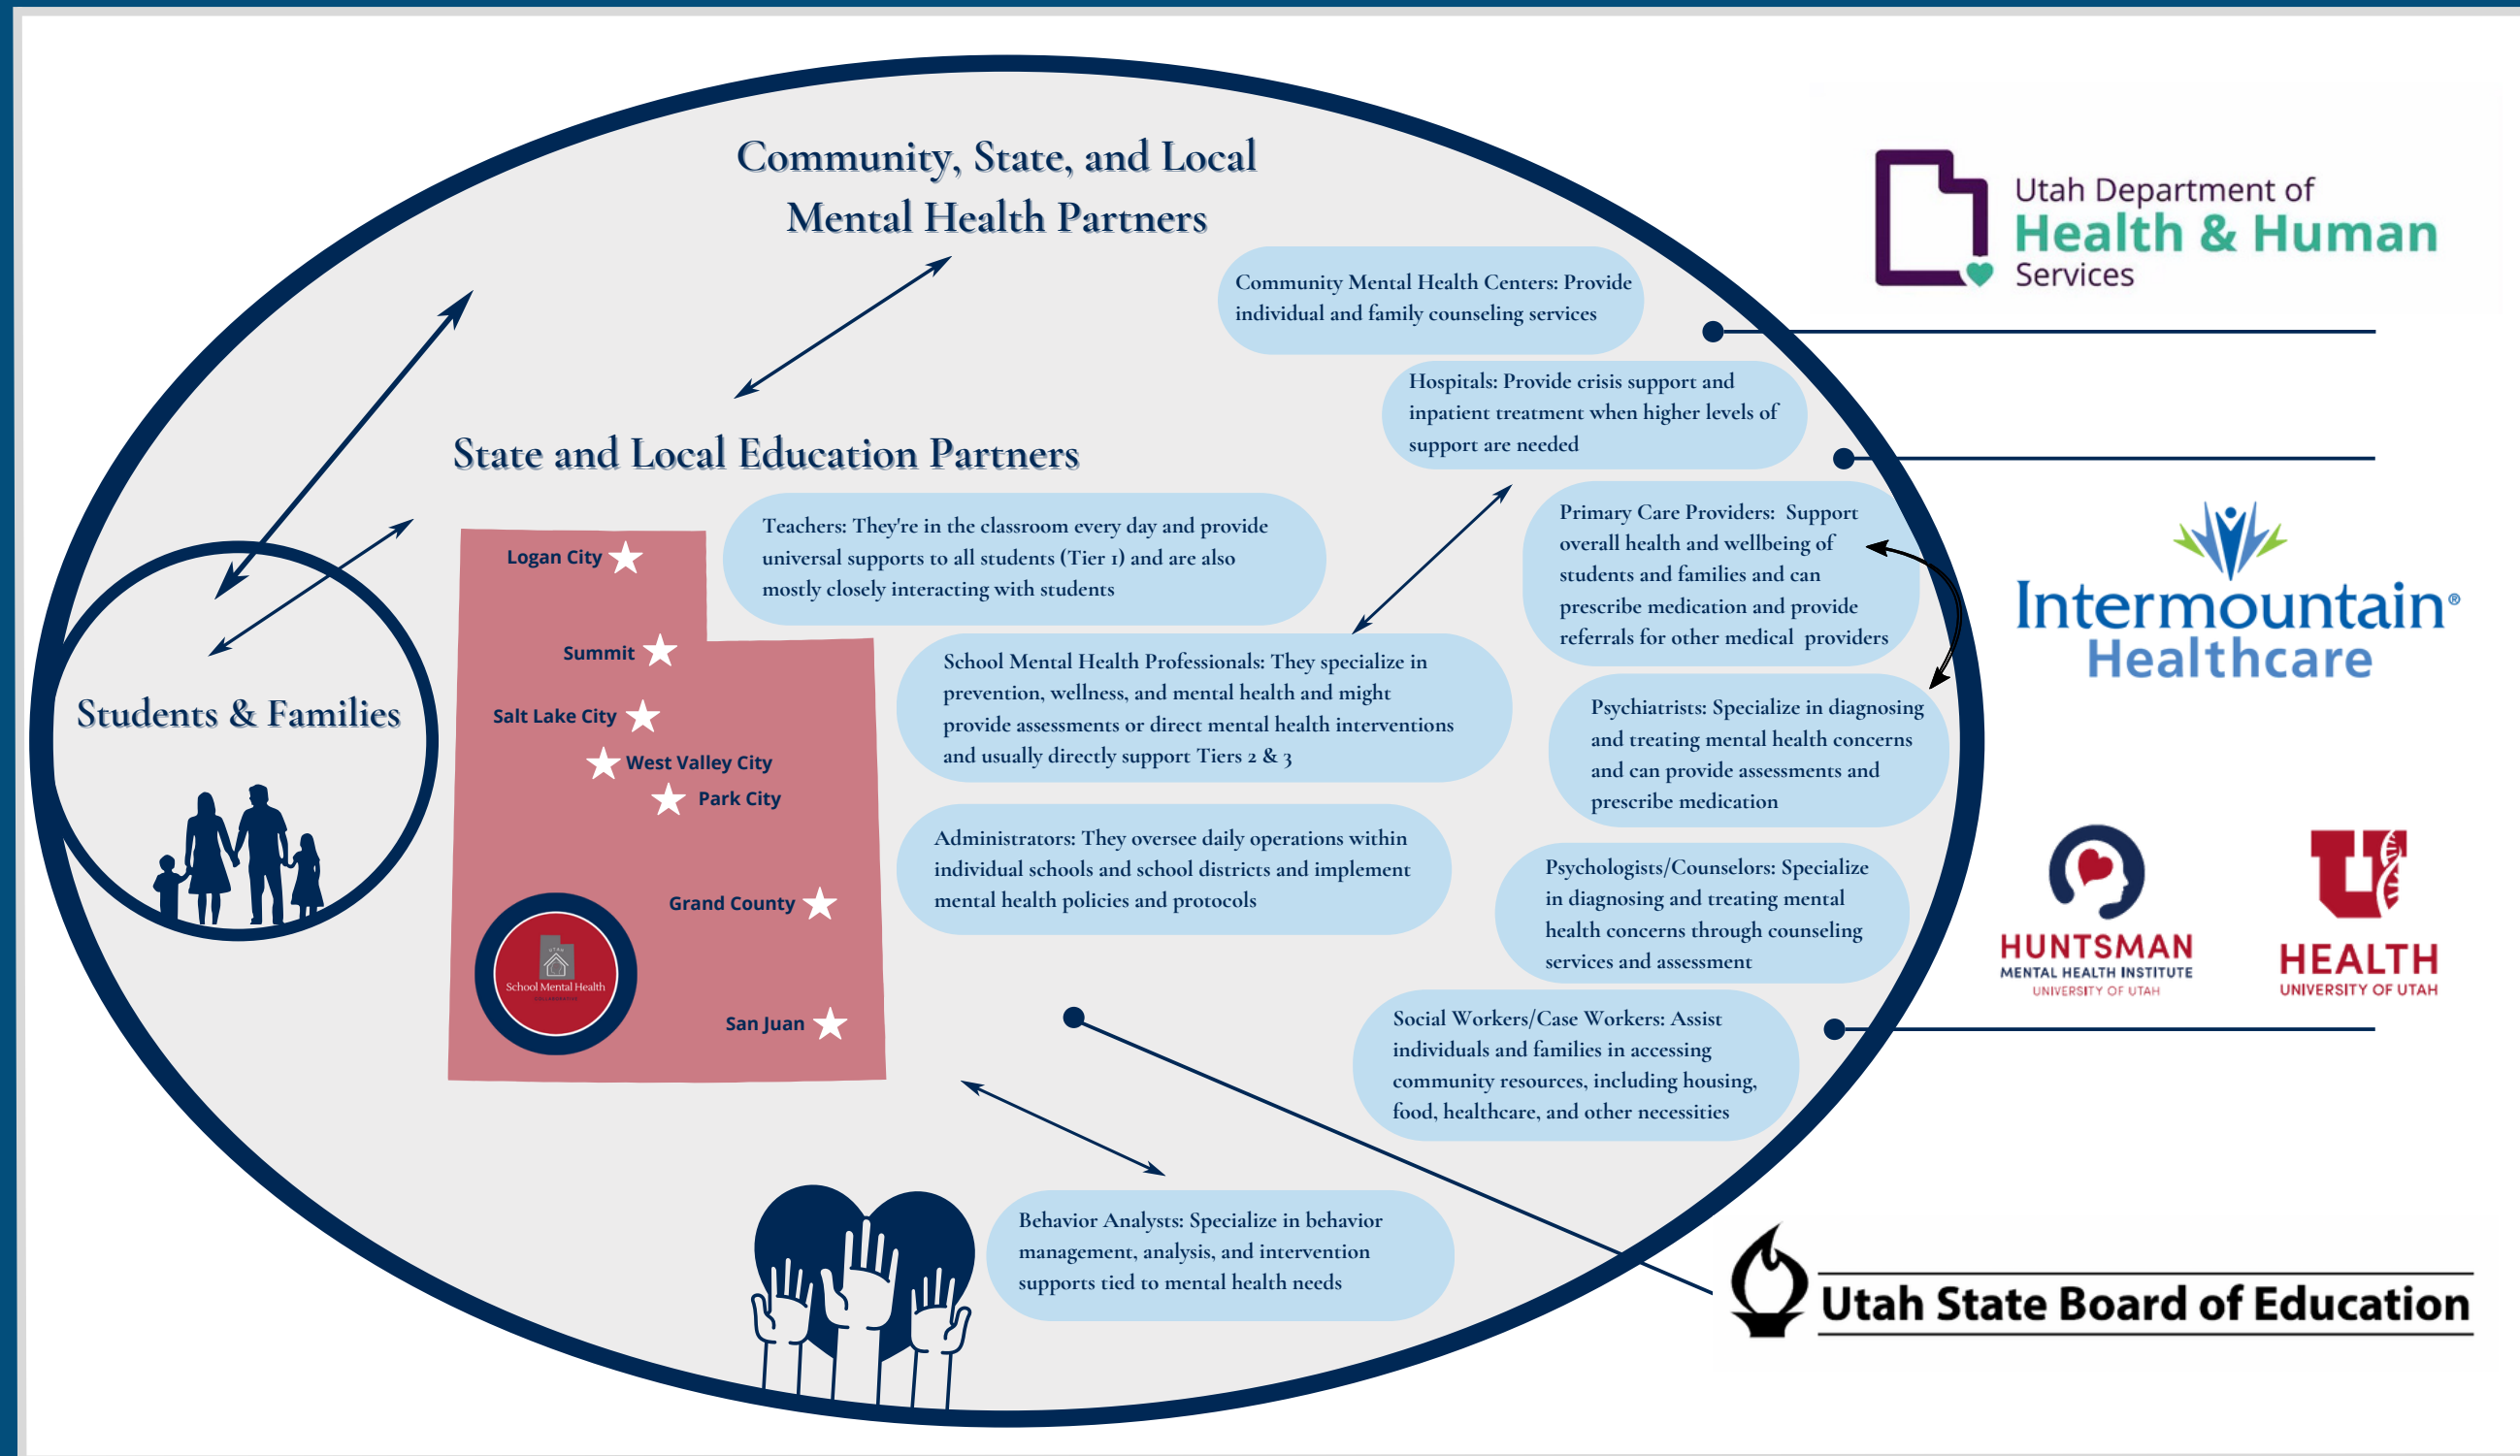 Community, State, and Local
Mental Health Partners
Community Mental Health Centers: Provide
individual and family counseling services
Hospitals: Provide crisis support and
inpatient treatment when higher levels of
support are needed
State and Local Education Partners
Teachers: They're in the classroom every day and provide
universal supports to all students (Tier 1) and are also
mostly closely interacting with students
School Mental Health Professionals: They specialize in
prevention, wellness, and mental health and might
provide assessments or direct mental health interventions
and usually directly support Tiers 2 & 3
Administrators: They oversee daily operations within
individual schools and school districts and implement
mental health policies and protocols
Primary Care Providers: Support
overall health and wellbeing of
students and families and can
prescribe medication and provide
referrals for other medical providers
Psychiatrists: Specialize in diagnosing
and treating mental health concerns
and can provide assessments and
prescribe medication
Psychologists/Counselors: Specialize
in diagnosing and treating mental
health concerns through counseling
services and assessment
Social Workers/Case Workers: Assist
individuals and families in accessing
community resources, including housing,
food, healthcare, and other necessities
Behavior Analysts: Specialize in behavior
management, analysis, and intervention
supports tied to mental health needs
Students & Families
Logan City
Summit
Salt Lake City
West Valley City
Park City
Grand County
San Juan
UTAH
School Mental Health
COLLABORATIVE
Utah Department of
Health & Human
Services
Intermountain®
Healthcare
HUNTSMAN
MENTAL HEALTH INSTITUTE
UNIVERSITY OF UTAH
U
HEALTH
UNIVERSITY OF UTAH
Utah State Board of Education